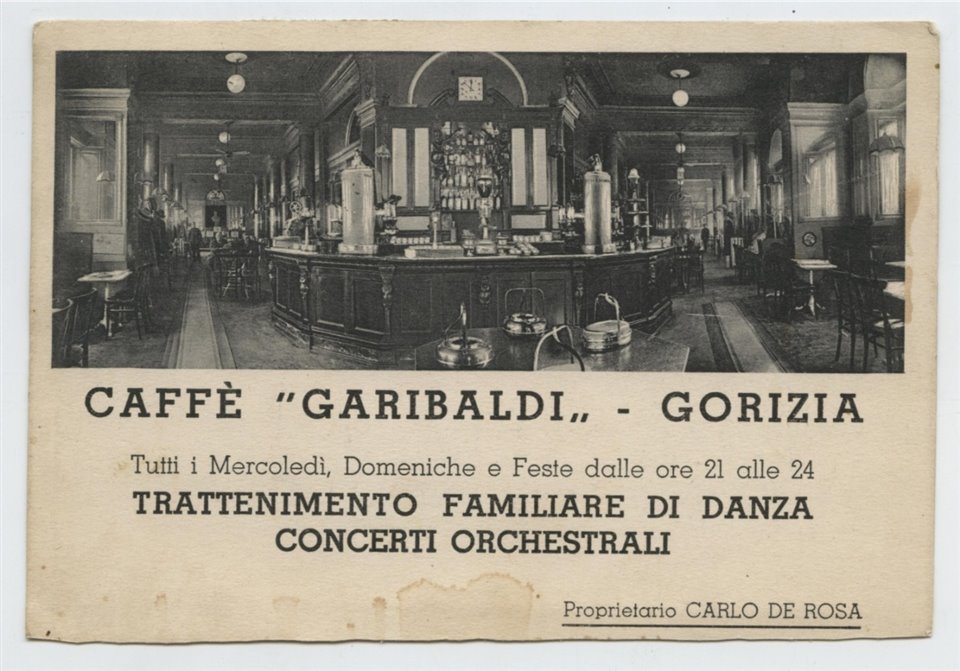 CAFFÈ "GARIBALDI„ - GORIZIA
Tutti i Mercoledì, Domeniche e Feste dalle ore 21 alle 24
TRATTENIMENTO FAMILIARE DI DANZA
CONCERTI ORCHESTRALI
Proprietario CARLO DE ROSA